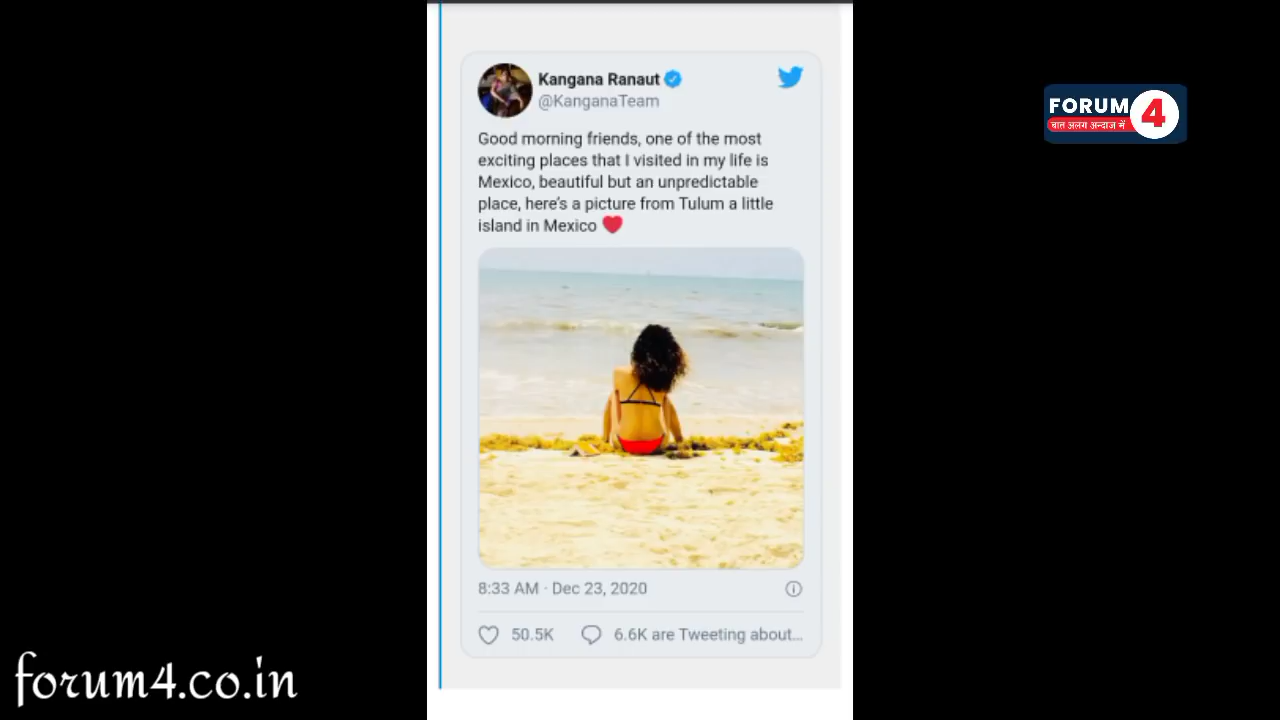 Kangana Ranaut
@KanganaTeam
Good morning friends, one of the most
exciting places that I visited in my life is
Mexico, beautiful but an unpredictable
place, here's a picture from Tulum a little
island in Mexico ❤️
8:33 AM · Dec 23, 2020
50.5K 6.6K are Tweeting about...
FORUM 4
बात अलग अन्दाज में
forum4.co.in